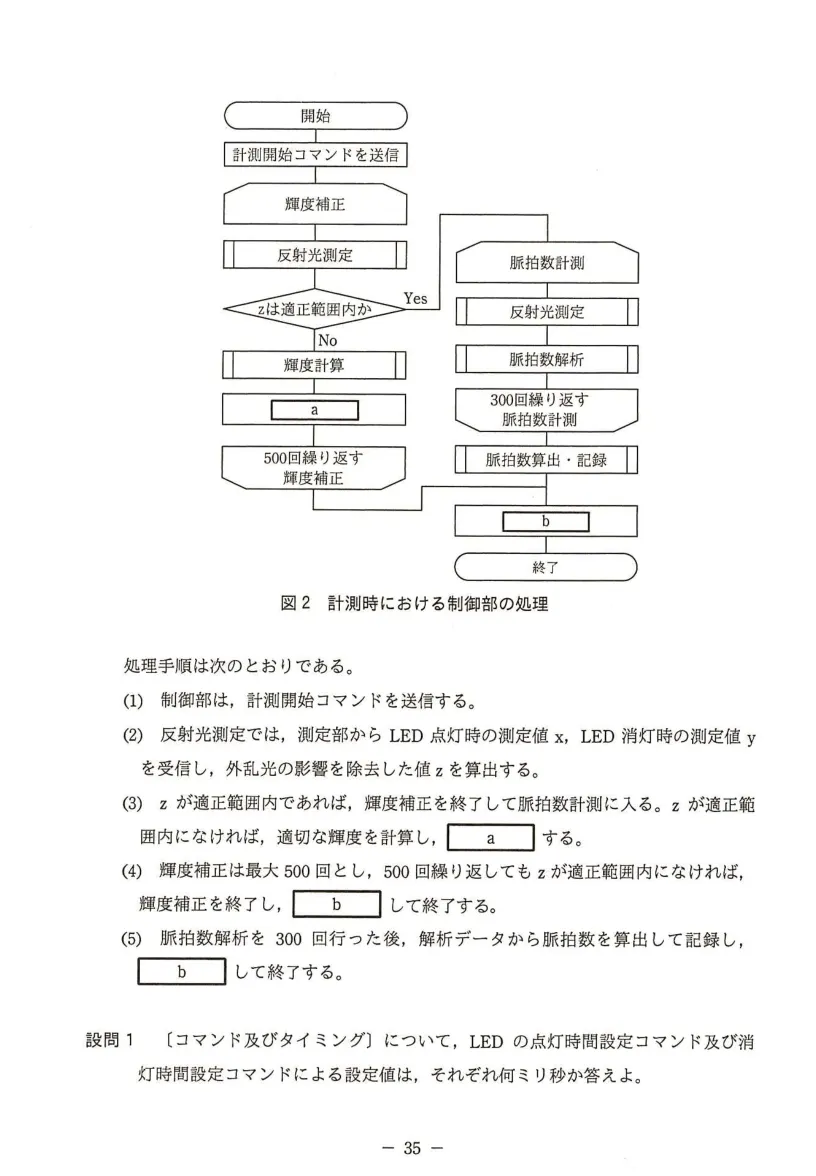 開始
計測開始コマンドを送信
輝度補正
反射光測定
zは適正範囲内か
Yes
No
輝度計算
a
500回繰り返す
輝度補正
脈拍数計測
反射光測定
脈拍数解析
300回繰り返す
脈拍数計測
脈拍数算出・記録
b
終了
図2 計測時における制御部の処理
処理手順は次のとおりである。
(1) 制御部は，計測開始コマンドを送信する。
(2) 反射光測定では，測定部から LED 点灯時の測定値 x，LED 消灯時の測定値 y
を受信し，外乱光の影響を除去した値 z を算出する。
(3) z が適正範囲内であれば，輝度補正を終了して脈拍数計測に入る。z が適正範
囲内になければ，適切な輝度を計算し， a する。
(4) 輝度補正は最大 500 回とし，500 回繰り返しても z が適正範囲内になければ，
輝度補正を終了し， b して終了する。
(5) 脈拍数解析を 300 回行った後，解析データから脈拍数を算出して記録し，
b して終了する。
設問1 〔コマンド及びタイミング〕について，LED の点灯時間設定コマンド及び消
灯時間設定コマンドによる設定値は，それぞれ何ミリ秒か答えよ。
－ 35 －